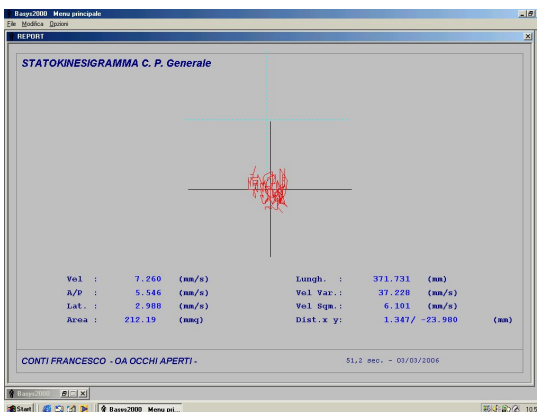 Basys2000 Menu principale
File Modifica Opzioni
REPORT
STATOKINESIGRAMMA C. P. Generale
Vel : 7.260 (mm/s) Lungh. : 371.731 (mm)
A/P : 5.546 (mm/s) Vel Var.: 37.228 (mm/s)
Lat. : 2.988 (mm/s) Vel Sqm.: 6.101 (mm/s)
Area : 212.19 (mmq) Dist.x y: 1.347/ -23.980 (mm)
CONTI FRANCESCO - OA OCCHI APERTI - 51,2 sec. - 03/03/2006
Basys2000
Start Basys2000 Menu pri...